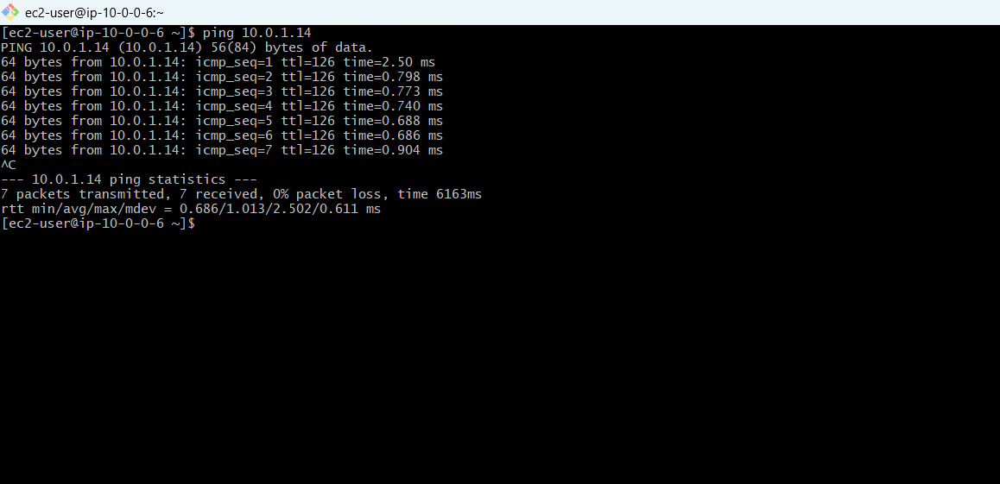 ec2-user@ip-10-0-0-6:~
[ec2-user@ip-10-0-0-6 ~]$ ping 10.0.1.14
PING 10.0.1.14 (10.0.1.14) 56(84) bytes of data.
64 bytes from 10.0.1.14: icmp_seq=1 ttl=126 time=2.50 ms
64 bytes from 10.0.1.14: icmp_seq=2 ttl=126 time=0.798 ms
64 bytes from 10.0.1.14: icmp_seq=3 ttl=126 time=0.773 ms
64 bytes from 10.0.1.14: icmp_seq=4 ttl=126 time=0.740 ms
64 bytes from 10.0.1.14: icmp_seq=5 ttl=126 time=0.688 ms
64 bytes from 10.0.1.14: icmp_seq=6 ttl=126 time=0.686 ms
64 bytes from 10.0.1.14: icmp_seq=7 ttl=126 time=0.904 ms
^C
--- 10.0.1.14 ping statistics ---
7 packets transmitted, 7 received, 0% packet loss, time 6163ms
rtt min/avg/max/mdev = 0.686/1.013/2.502/0.611 ms
[ec2-user@ip-10-0-0-6 ~]$